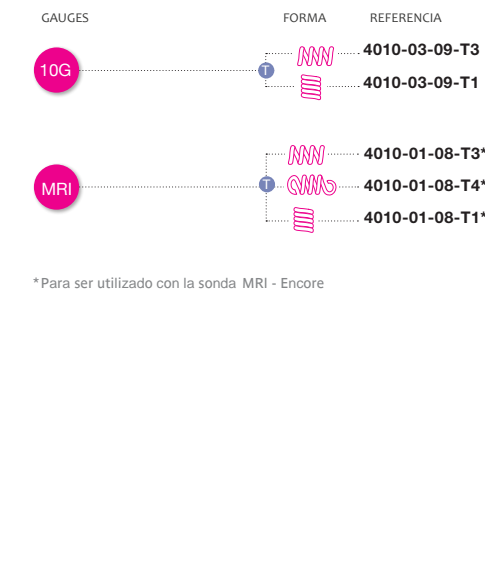 GAUGES FORMA REFERENCIA
4010-03-09-T3
10G T
4010-03-09-T1
4010-01-08-T3*
MRI T 4010-01-08-T4*
4010-01-08-T1*
*Para ser utilizado con la sonda MRI - Encore